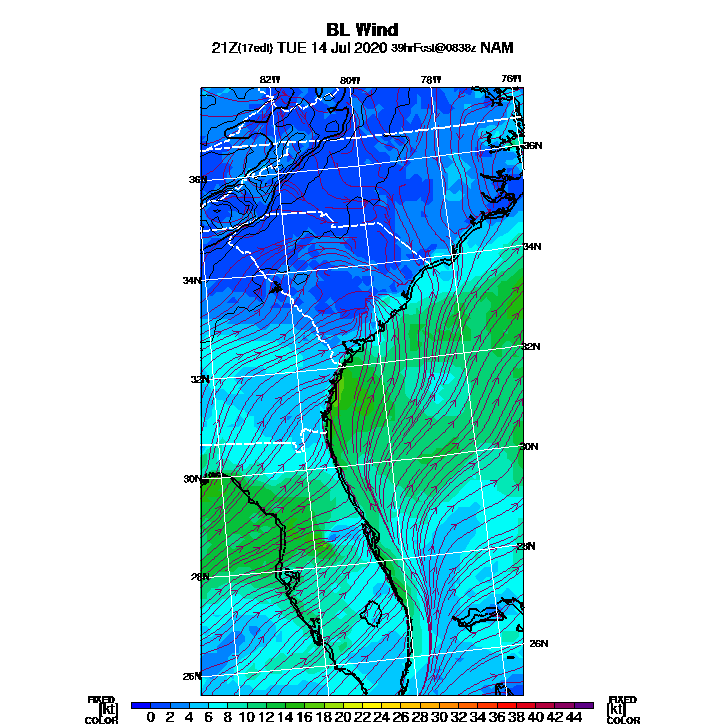 BL Wind
21Z(17edt) TUE 14 Jul 2020 39hrFcst@0838z NAM
82W 80W 78W 76W
36N
36N
34N
34N
32N
32N
30N
30N
28N
28N
26N
26N
FIXED FIXED
[kt] 0 2 4 6 8 10 12 14 16 18 20 22 24 26 28 30 32 34 36 38 40 42 44 [kt]
COLOR COLOR